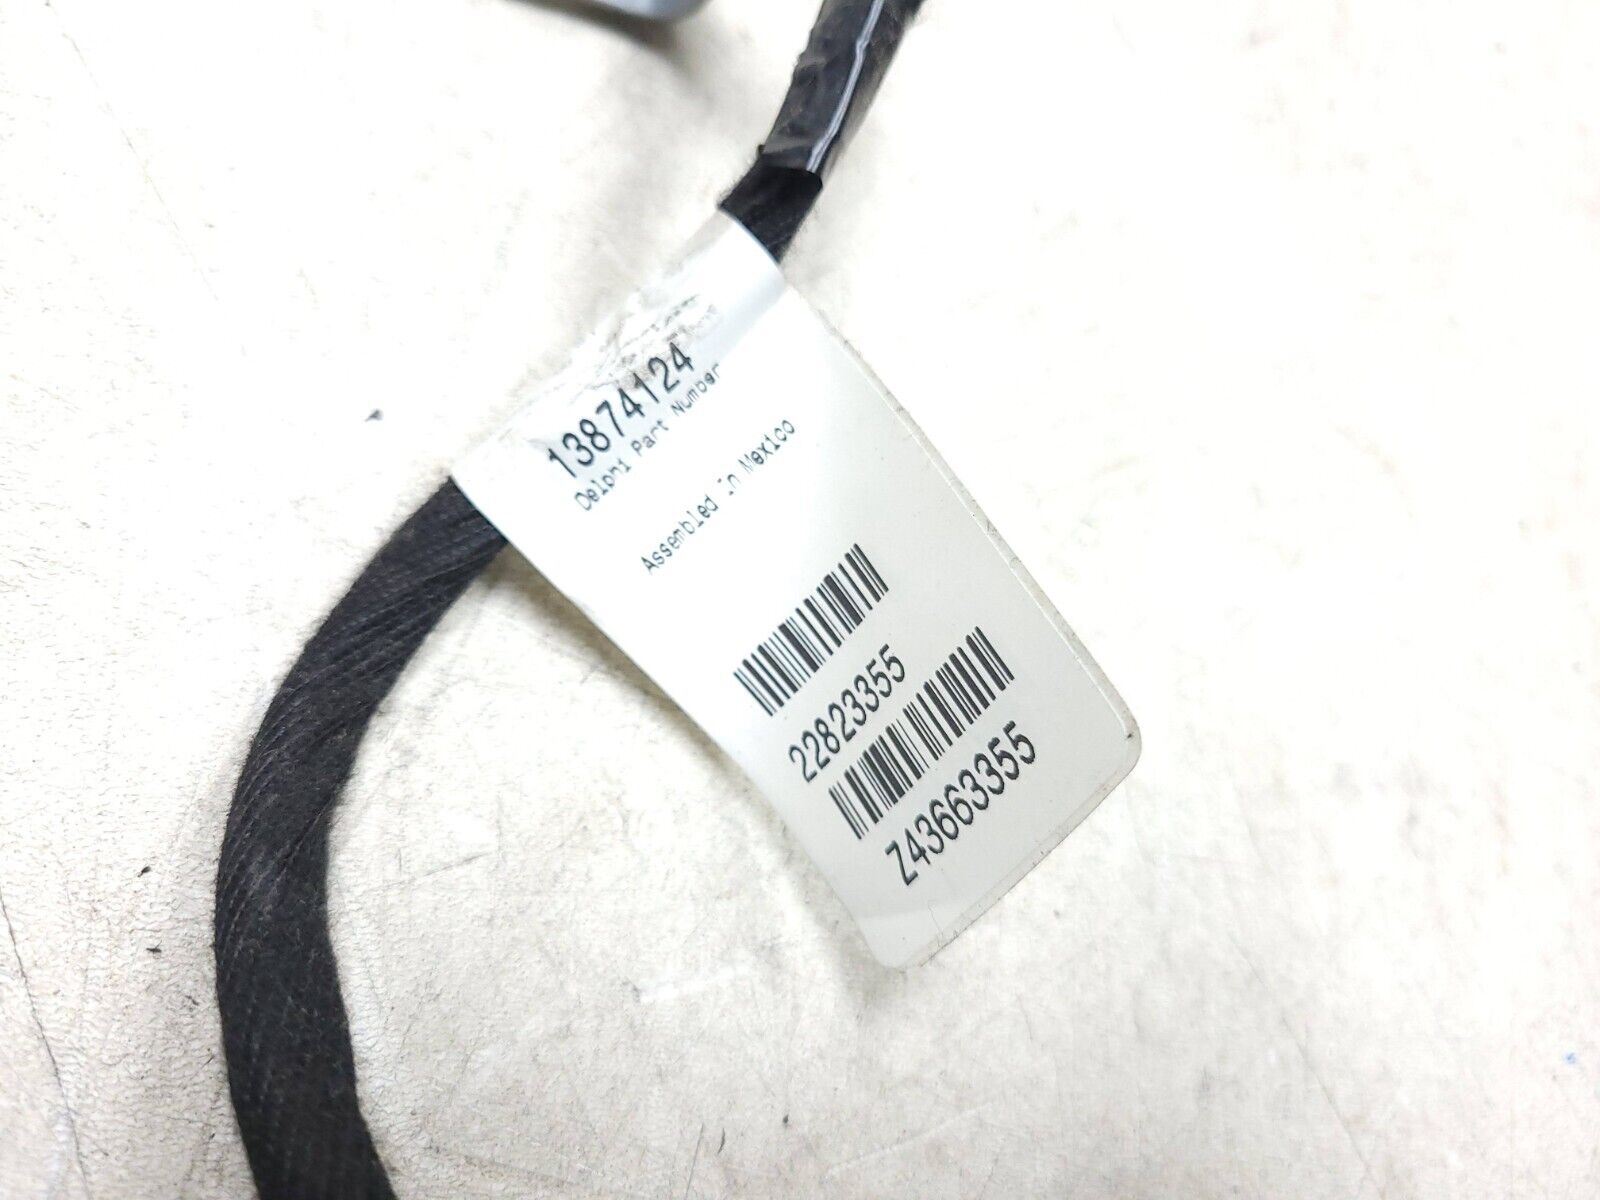 13874124
Delphi Part Number
Assembled in Mexico
22823355
Z43663355